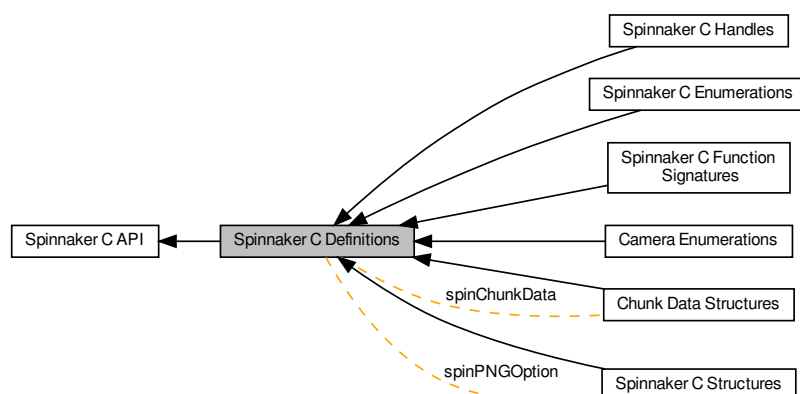 Spinnaker C Handles
Spinnaker C Enumerations
Spinnaker C Function
Signatures
Spinnaker C API
Spinnaker C Definitions
Camera Enumerations
spinChunkData
Chunk Data Structures
spinPNGOption
Spinnaker C Structures